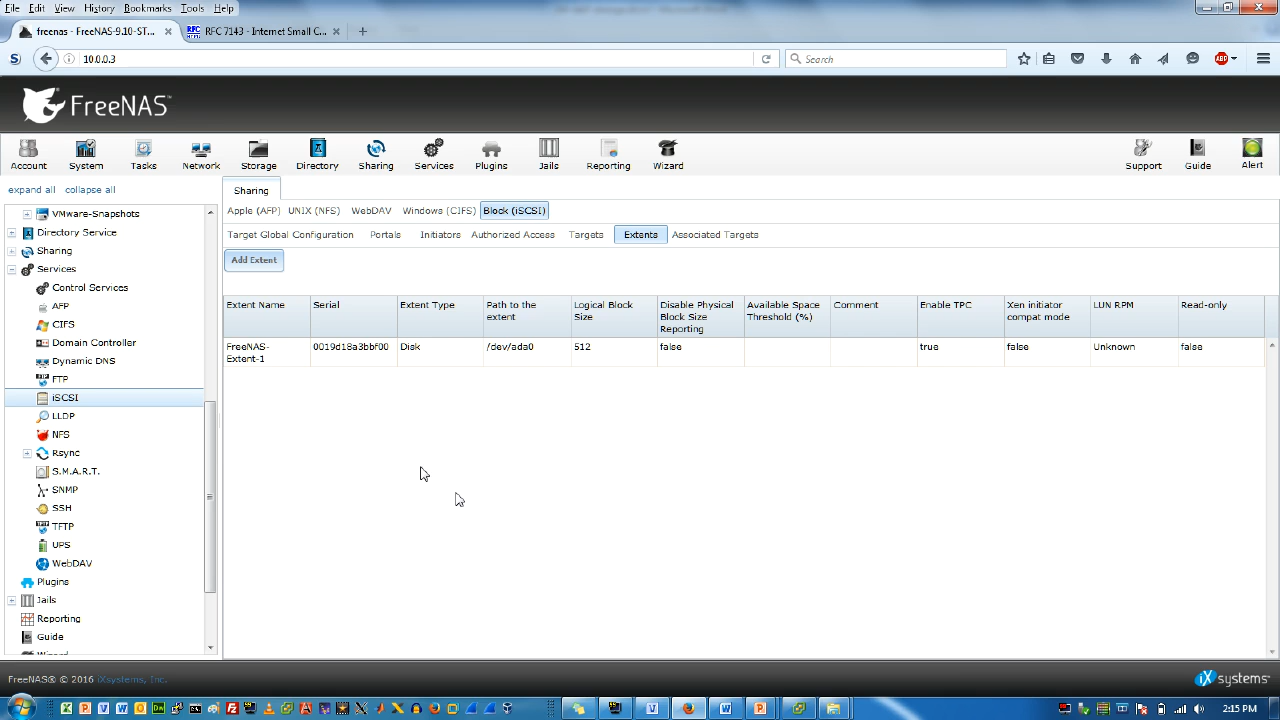 File Edit View History Bookmarks Tools Help
freenas - FreeNAS-9.10-ST...
RFC 7143 - Internet Small C...
10.0.0.3
Search
FreeNAS
Account System Tasks Network Storage Directory Sharing Services Plugins Jails Reporting Wizard Support Guide Alert
expand all collapse all
VMware-Snapshots
Directory Service
Sharing
Services
Control Services
AFP
CIFS
Domain Controller
Dynamic DNS
FTP
iSCSI
LLDP
NFS
Rsync
S.M.A.R.T.
SNMP
SSH
TFTP
UPS
WebDAV
Plugins
Jails
Reporting
Guide
Sharing
Apple (AFP) UNIX (NFS) WebDAV Windows (CIFS) Block (iSCSI)
Target Global Configuration Portals Initiators Authorized Access Targets Extents Associated Targets
Add Extent
Extent Name
Serial
Extent Type
Path to the
extent
Logical Block
Size
Disable Physical
Block Size
Reporting
Available Space
Threshold (%)
Comment
Enable TPC
Xen initiator
compat mode
LUN RPM
Read-only
FreeNAS-
Extent-1
0019d18a3bbf00
Disk
/dev/ada0
512
false
true
false
Unknown
false
FreeNAS® © 2016 iXsystems, Inc.
iXsystems
2:15 PM